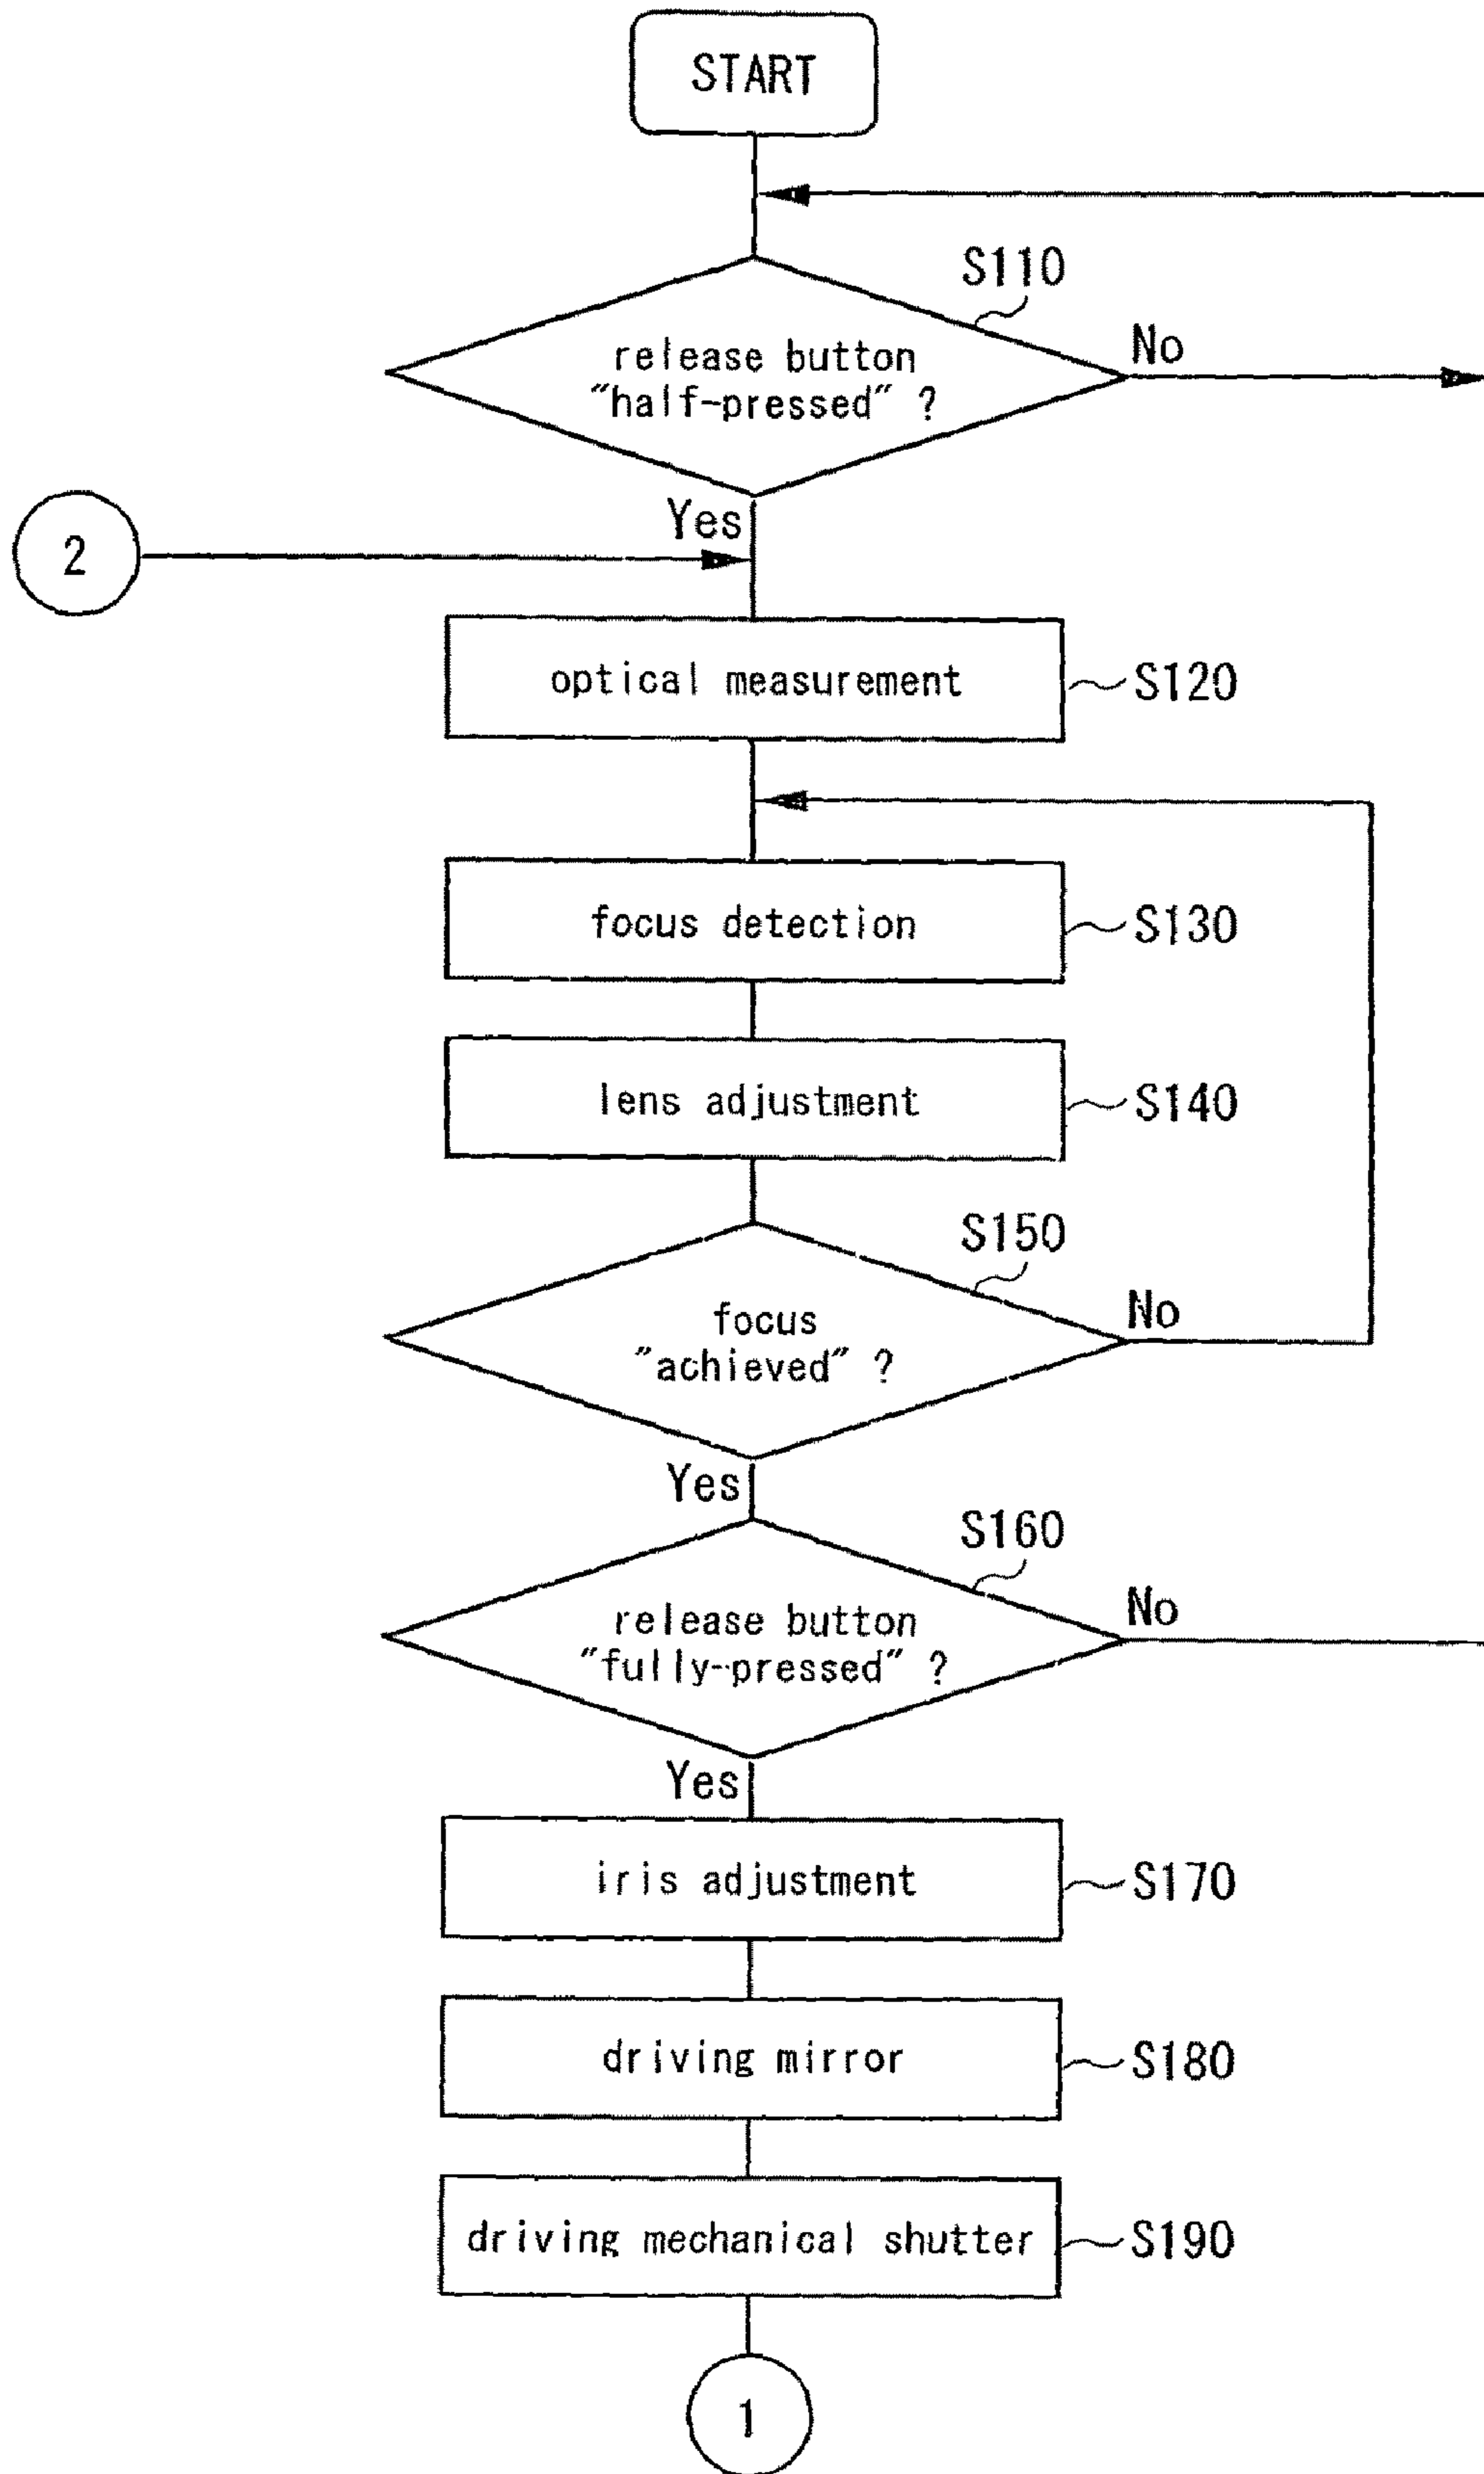 START
S110
release button
"half-pressed" ?
No
Yes
2
optical measurement
S120
focus detection
S130
lens adjustment
S140
S150
focus
"achieved" ?
No
Yes
S160
release button
"fully-pressed" ?
No
Yes
iris adjustment
S170
driving mirror
S180
driving mechanical shutter
S190
1